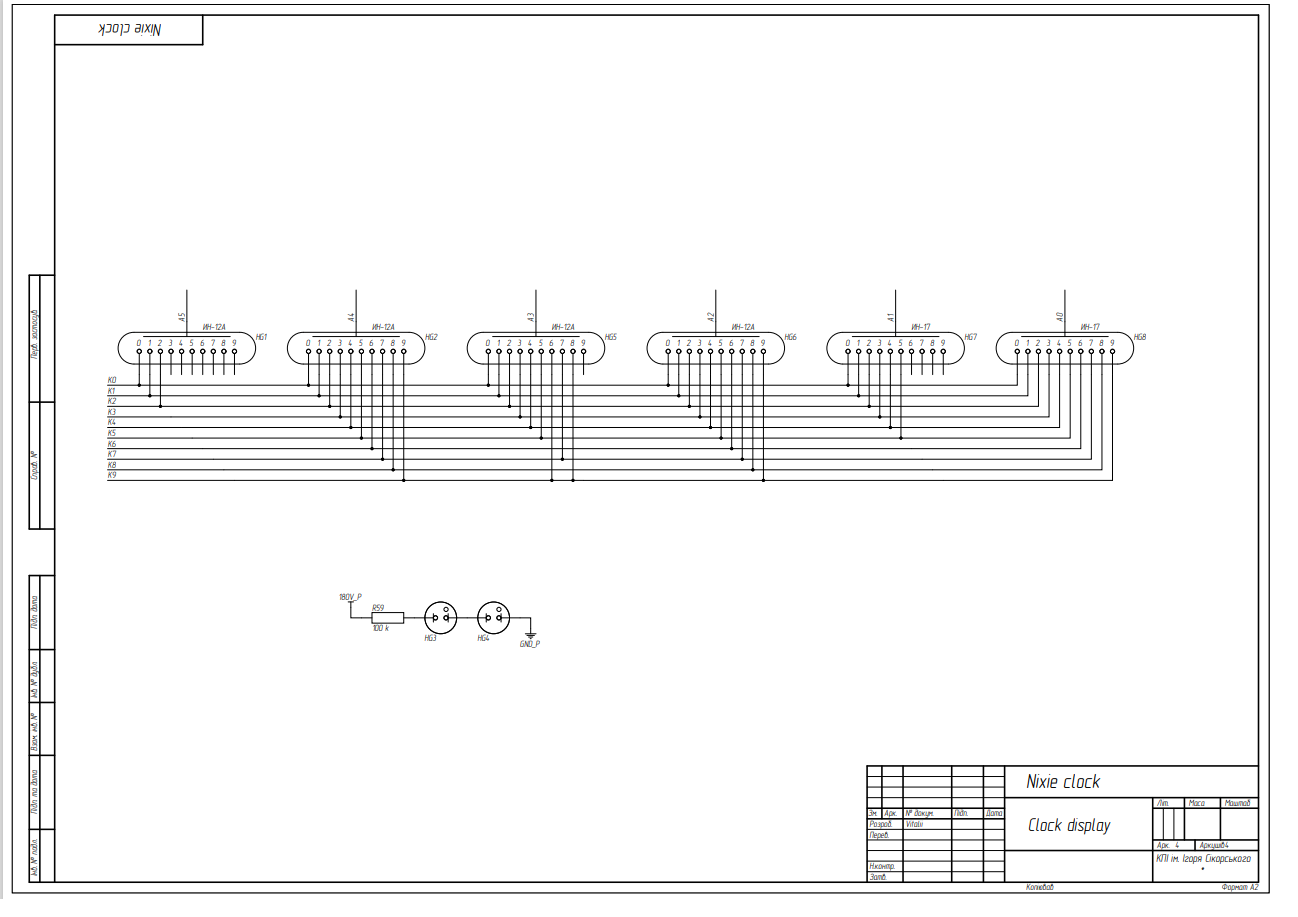 Nixie clock
A5
A4
A3
A2
A1
A0
ИН-12А
ИН-12А
ИН-12А
ИН-12А
ИН-17
ИН-17
HG1
HG2
HG5
HG6
HG7
HG8
0 1 2 3 4 5 6 7 8 9
0 1 2 3 4 5 6 7 8 9
0 1 2 3 4 5 6 7 8 9
0 1 2 3 4 5 6 7 8 9
0 1 2 3 4 5 6 7 8 9
0 1 2 3 4 5 6 7 8 9
K0
K1
K2
K3
K4
K5
K6
K7
K8
K9
180V_P
R59
100 k
HG3
HG4
GND_P
Перв. застосув
Справ. №
Підп. дата
Інв. № дубл.
Взам. інв. №
Підп. та дата
Інв. № подл.
Nixie clock
Clock display
Зм. Арк. № докум. Підп. Дата
Розроб. Vitalii
Перев.
Н.контр.
Затв.
Літ. Маса Маштаб
Арк. 4 Аркушів4
КПІ ім. Ігоря Сікорського
Копював
Формат А2